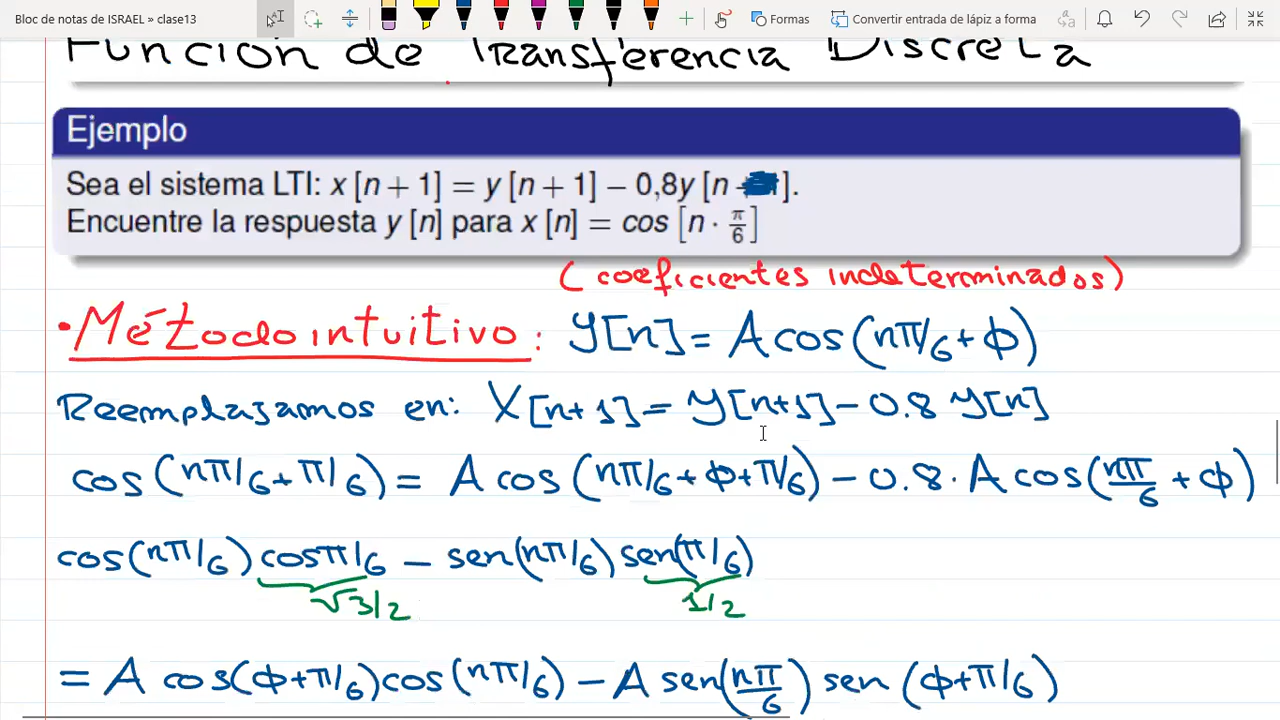 Bloc de notas de ISRAEL » clase13
Formas
Convertir entrada de lápiz a forma
Función de Transferencia Discreta
Ejemplo
Sea el sistema LTI: x [n + 1] = y [n + 1] − 0,8y [n ].
Encuentre la respuesta y [n] para x [n] = cos [n · π/6]
(coeficientes indeterminados)
• Método intuitivo: y[n] = A cos(nπ/6+ϕ)
Reemplazamos en: X[n+1] = y[n+1] − 0.8 y[n]
cos(nπ/6+π/6) = A cos(nπ/6+ϕ+π/6) − 0.8·A cos(nπ/6 + ϕ)
cos(nπ/6) cosπ/6 − sen(nπ/6) sen(π/6)
√3/2 1/2
= A cos(ϕ+π/6)cos(nπ/6) − A sen(nπ/6) sen (ϕ+π/6)